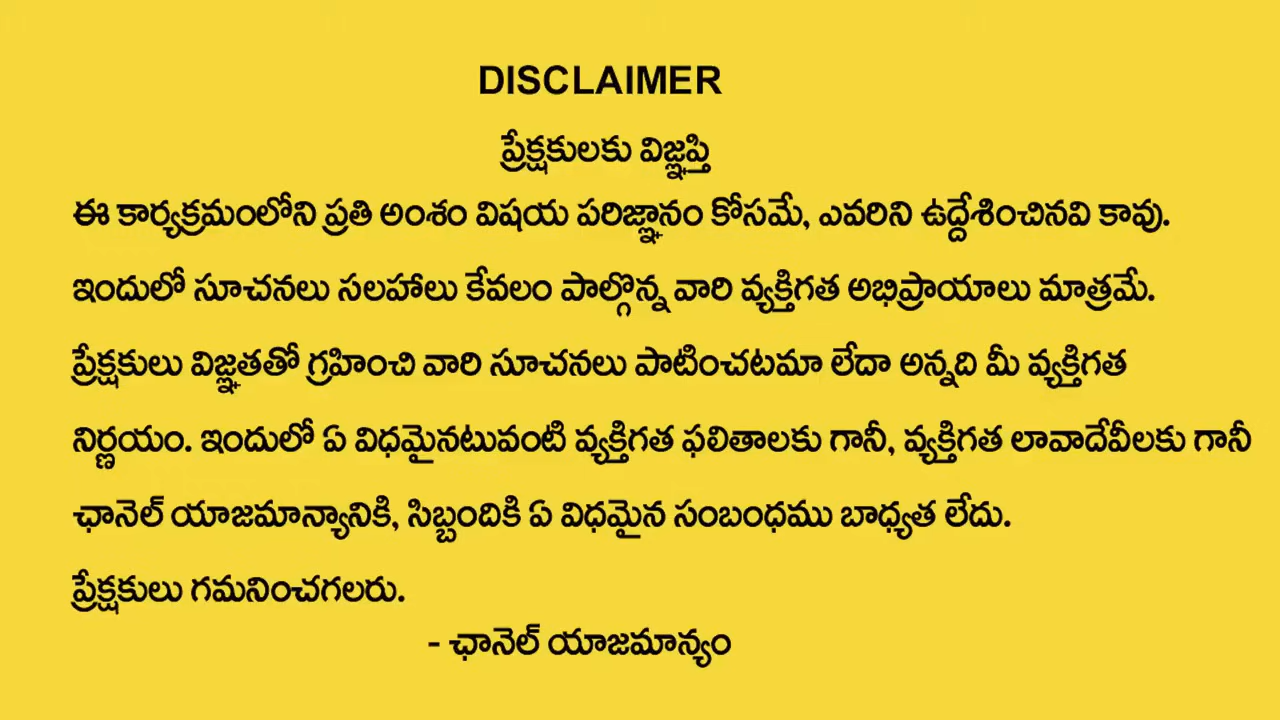 DISCLAIMER
ప్రేక్షకులకు విజ్ఞప్తి
ఈ కార్యక్రమంలోని ప్రతి అంశం విషయ పరిజ్ఞానం కోసమే, ఎవరిని ఉద్దేశించినవి కావు.
ఇందులో సూచనలు సలహాలు కేవలం పాల్గొన్న వారి వ్యక్తిగత అభిప్రాయాలు మాత్రమే.
ప్రేక్షకులు విజ్ఞతతో గ్రహించి వారి సూచనలు పాటించటమా లేదా అన్నది మీ వ్యక్తిగత
నిర్ణయం. ఇందులో ఏ విధమైనటువంటి వ్యక్తిగత ఫలితాలకు గానీ, వ్యక్తిగత లావాదేవీలకు గానీ
ఛానెల్ యాజమాన్యానికి, సిబ్బందికి ఏ విధమైన సంబంధము బాధ్యత లేదు.
ప్రేక్షకులు గమనించగలరు.
- ఛానెల్ యాజమాన్యం